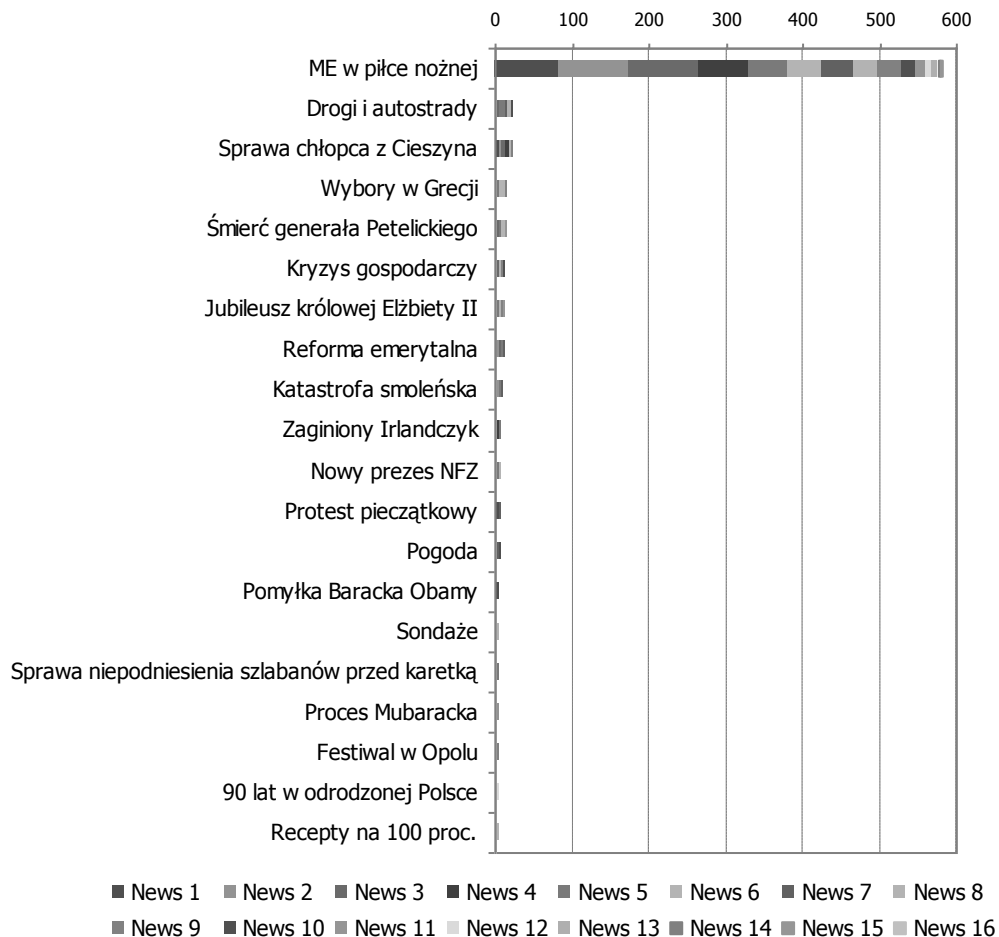 0 100 200 300 400 500 600
ME w piłce nożnej
Drogi i autostrady
Sprawa chłopca z Cieszyna
Wybory w Grecji
Śmierć generała Petelickiego
Kryzys gospodarczy
Jubileusz królowej Elżbiety II
Reforma emerytalna
Katastrofa smoleńska
Zaginiony Irlandczyk
Nowy prezes NFZ
Protest pieczątkowy
Pogoda
Pomyłka Baracka Obamy
Sondaże
Sprawa niepodniesienia szlabanów przed karetką
Proces Mubaracka
Festiwal w Opolu
90 lat w odrodzonej Polsce
Recepty na 100 proc.
News 1 News 2 News 3 News 4 News 5 News 6 News 7 News 8
News 9 News 10 News 11 News 12 News 13 News 14 News 15 News 16